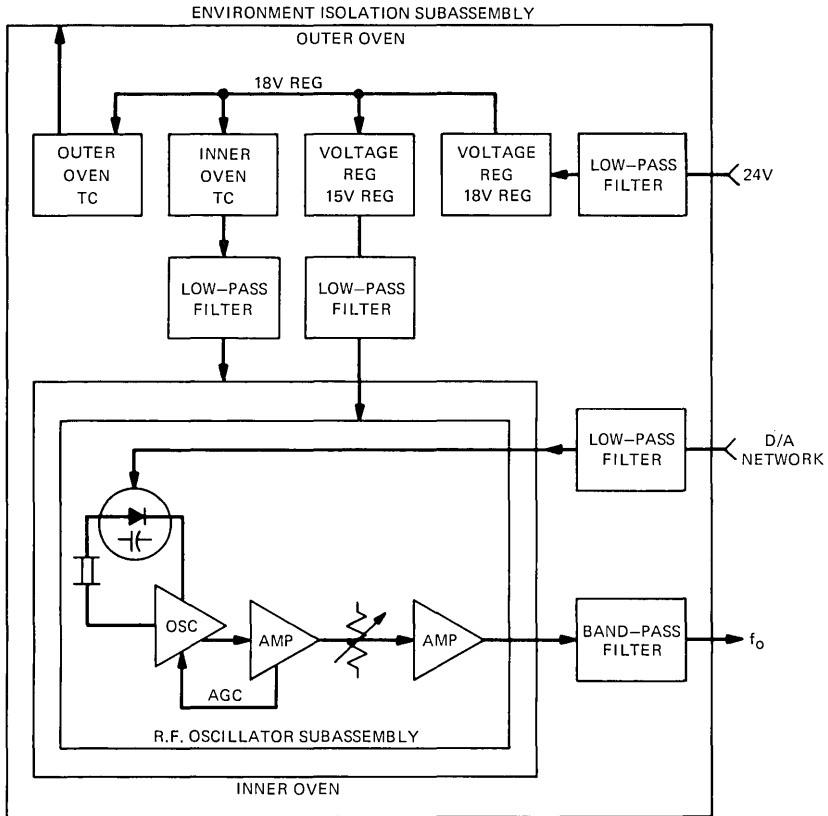 ENVIRONMENT ISOLATION SUBASSEMBLY
OUTER OVEN
18V REG
OUTER
OVEN
TC
INNER
OVEN
TC
VOLTAGE
REG
15V REG
VOLTAGE
REG
18V REG
LOW-PASS
FILTER
24V
LOW-PASS
FILTER
LOW-PASS
FILTER
LOW-PASS
FILTER
D/A
NETWORK
OSC
AMP
AMP
BAND-PASS
FILTER
fo
AGC
R.F. OSCILLATOR SUBASSEMBLY
INNER OVEN